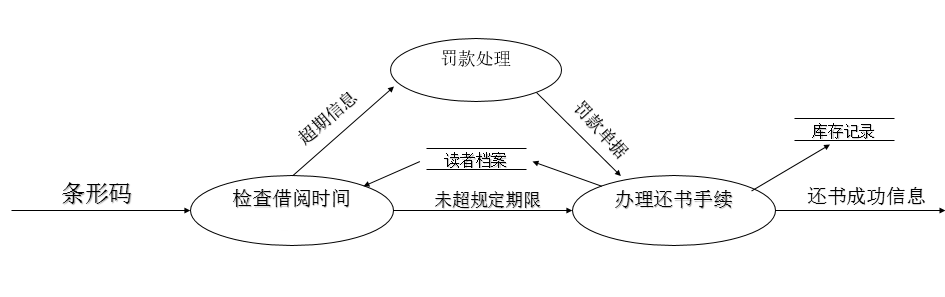 罚款处理
超期信息
罚款单据
库存记录
读者档案
条形码
检查借阅时间
未超规定期限
办理还书手续
还书成功信息